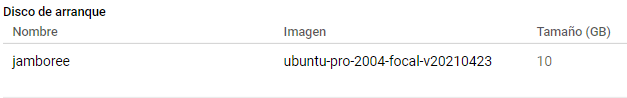 Disco de arranque
Nombre Imagen Tamaño (GB)
jamboree ubuntu-pro-2004-focal-v20210423 10